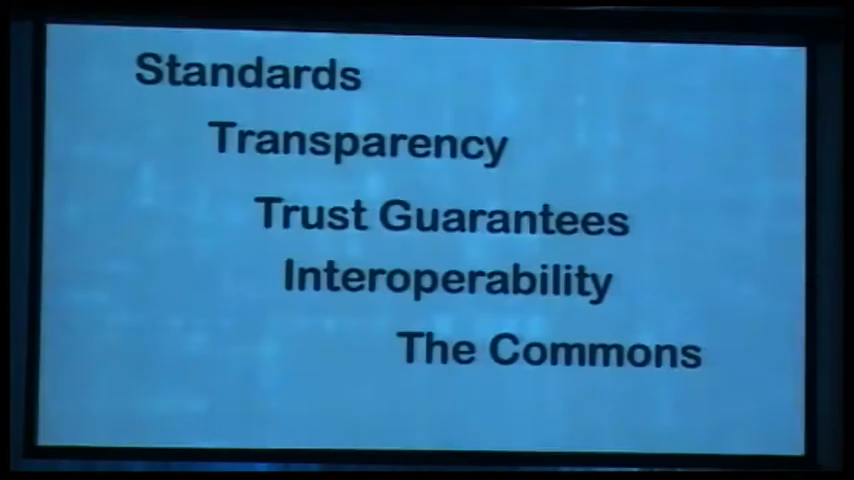 Standards
Transparency
Trust Guarantees
Interoperability
The Commons